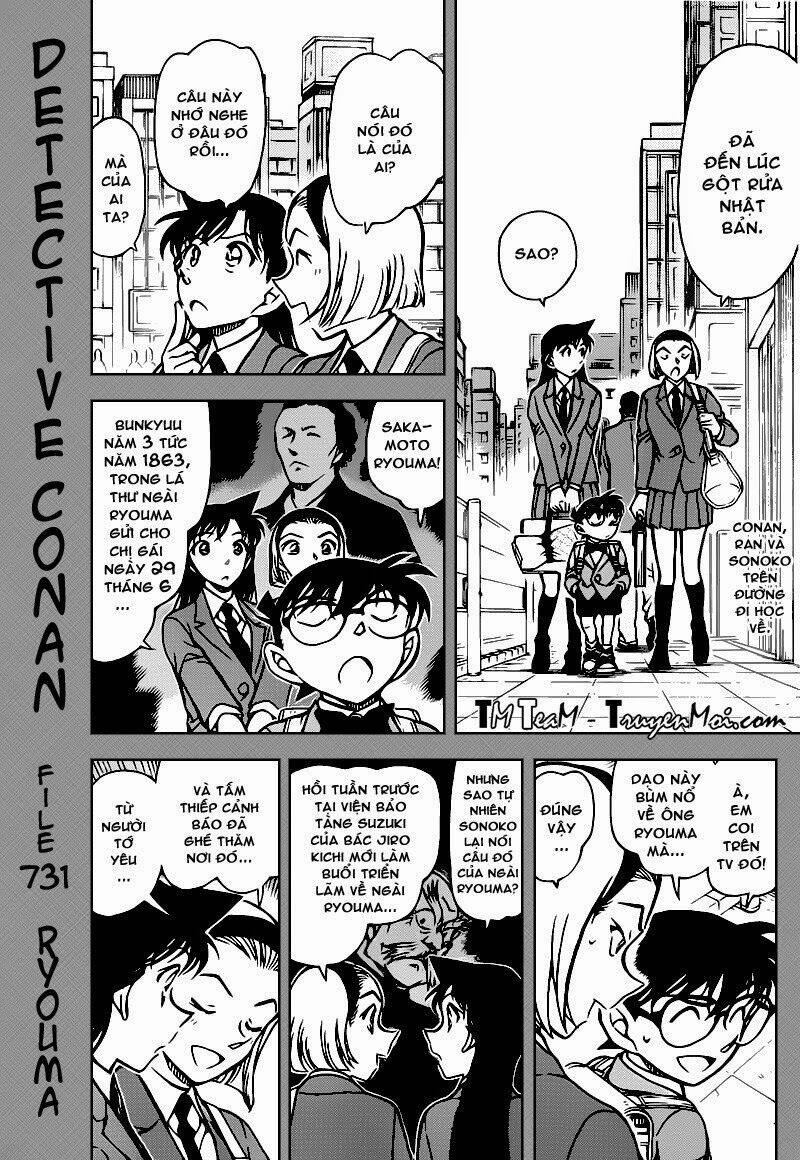 DETECTIVE CONAN
FILE 731
RYOUMA
ĐÃ
ĐẾN LÚC
GỘT RỬA
NHẬT
BẢN.
SAO?
CONAN,
RAN VÀ
SONOKO
TRÊN
ĐƯỜNG
ĐI HỌC
VỀ.
TM TeaM - TruyenMoi.com
CÂU
NÓI ĐÓ
LÀ CỦA
AI?
CÂU NÀY
NHỚ NGHE
Ở ĐÂU ĐÓ
RỒI...
MÀ
CỦA
AI
TA?
SAKA-
MOTO
RYOUMA!
BUNKYUU
NĂM 3 TỨC
NĂM 1863,
TRONG LÁ
THƯ NGÀI
RYOUMA
GỬI CHO
CHỊ GÁI
NGÀY 29
THÁNG 6
...
À,
EM
COI
TRÊN
TV ĐÓ!
DẠO NÀY
BÙM NỔ
VỀ ÔNG
RYOUMA
MÀ...
ĐÚNG
VẬY
...
NHƯNG
SAO TỰ
NHIÊN
SONOKO
LẠI NÓI
CÂU ĐÓ
CỦA NGÀI
RYOUMA?
HỒI TUẦN TRƯỚC
TẠI VIỆN BẢO
TÀNG SUZUKI
CỦA BÁC JIRO
KICHI MỚI LÀM
BUỔI TRIỂN
LÃM VỀ NGÀI
RYOUMA...
VÀ TẤM
THIẾP CẢNH
BÁO ĐÃ
GHÉ THĂM
NƠI ĐÓ...
TỪ
NGƯỜI
TỚ
YÊU
...